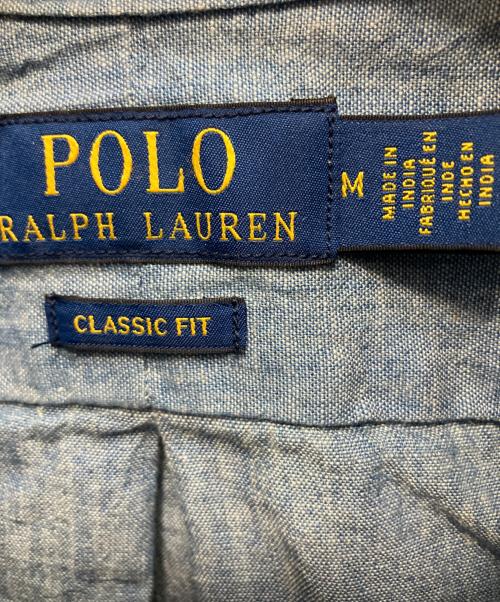 POLO
RALPH LAUREN
M
MADE IN
INDIA
FABRIQUÉ EN
INDE
HECHO EN
INDIA
CLASSIC FIT